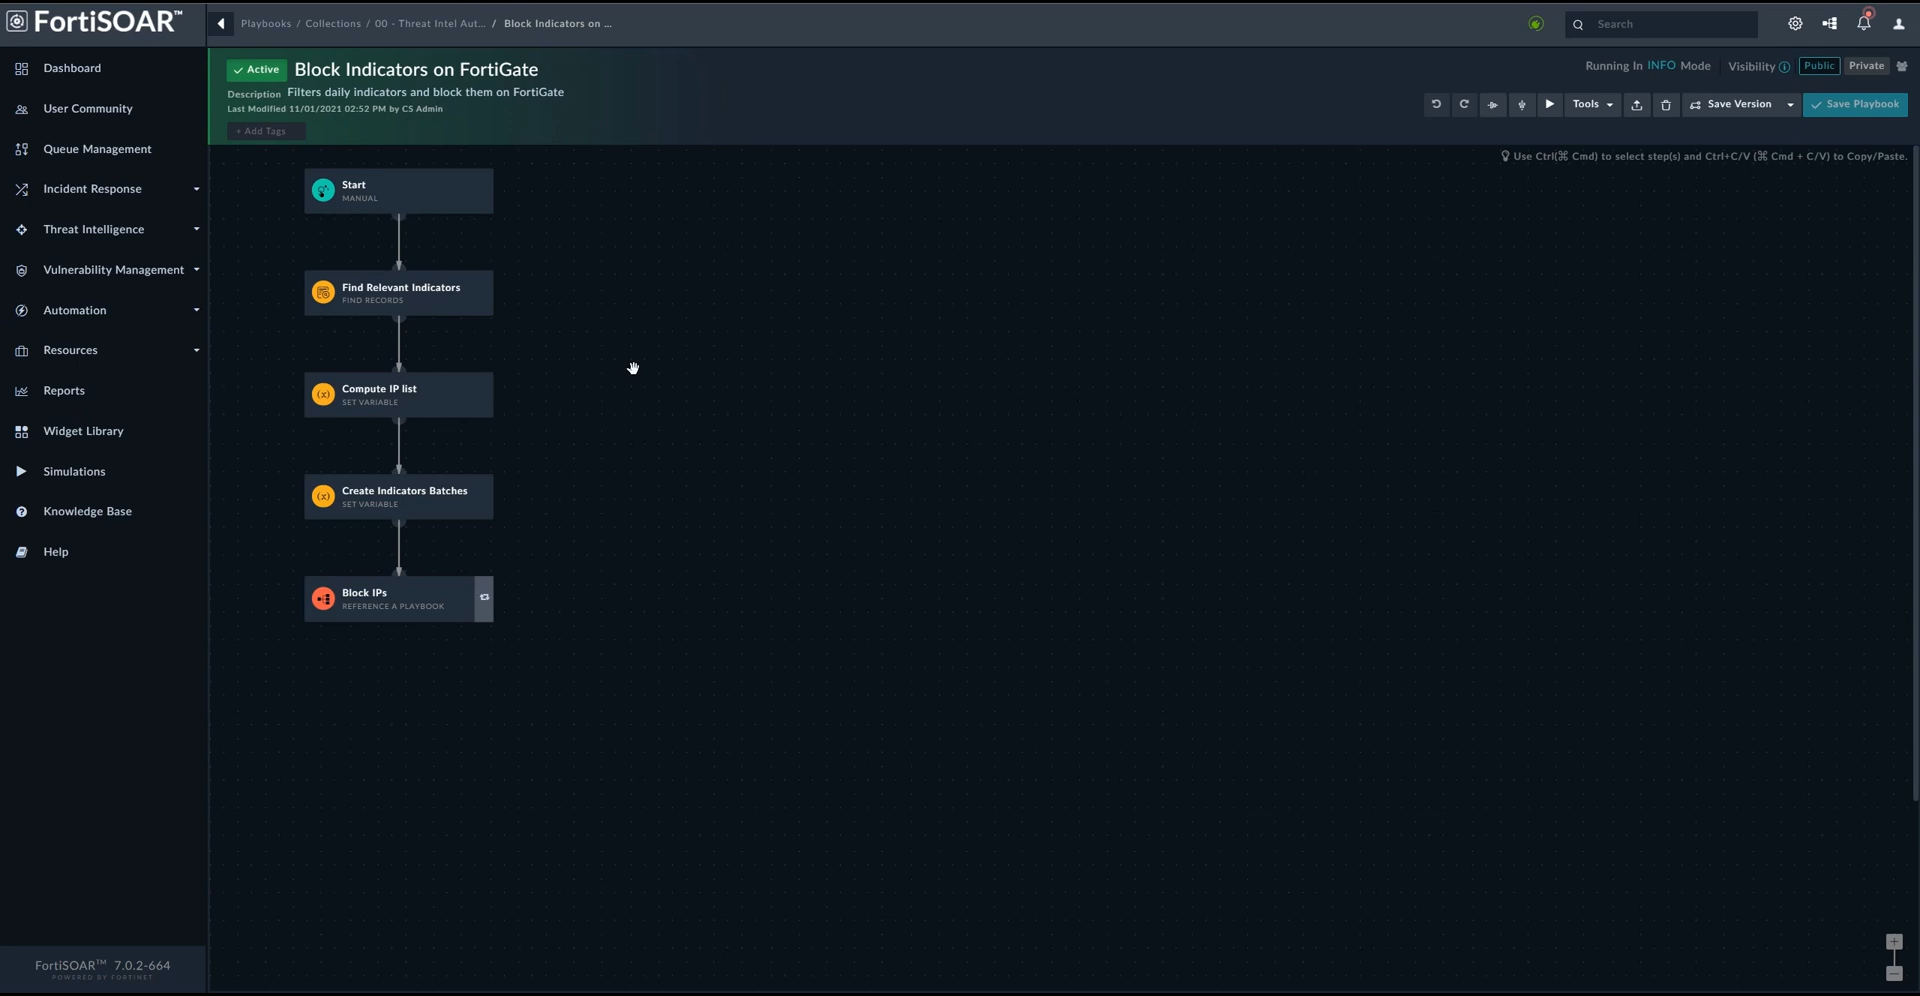 FortiSOAR™
Playbooks / Collections / 00 - Threat Intel Aut... / Block Indicators on ...
Search
Dashboard
User Community
Queue Management
Incident Response
Threat Intelligence
Vulnerability Management
Automation
Resources
Reports
Widget Library
Simulations
Knowledge Base
Help
FortiSOAR™ 7.0.2-664
POWERED BY FORTINET
Active Block Indicators on FortiGate
Description Filters daily indicators and block them on FortiGate
Last Modified 11/01/2021 02:52 PM by CS Admin
+ Add Tags
Running In INFO Mode Visibility Public Private
Tools Save Version Save Playbook
Use Ctrl(⌘ Cmd) to select step(s) and Ctrl+C/V (⌘ Cmd + C/V) to Copy/Paste.
Start
MANUAL
Find Relevant Indicators
FIND RECORDS
Compute IP list
SET VARIABLE
Create Indicators Batches
SET VARIABLE
Block IPs
REFERENCE A PLAYBOOK